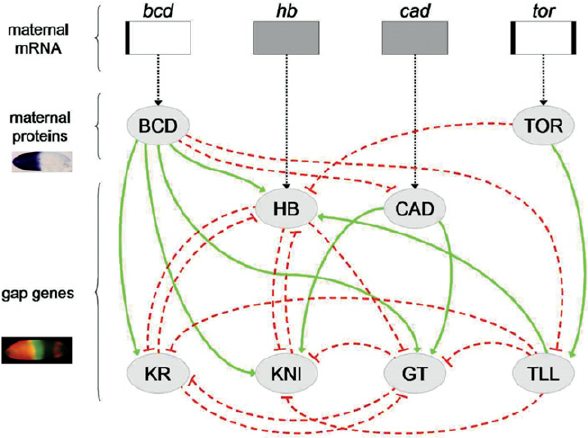 bcd hb cad tor
maternal
mRNA
maternal
proteins
BCD TOR
HB CAD
gap genes
KR KNI GT TLL